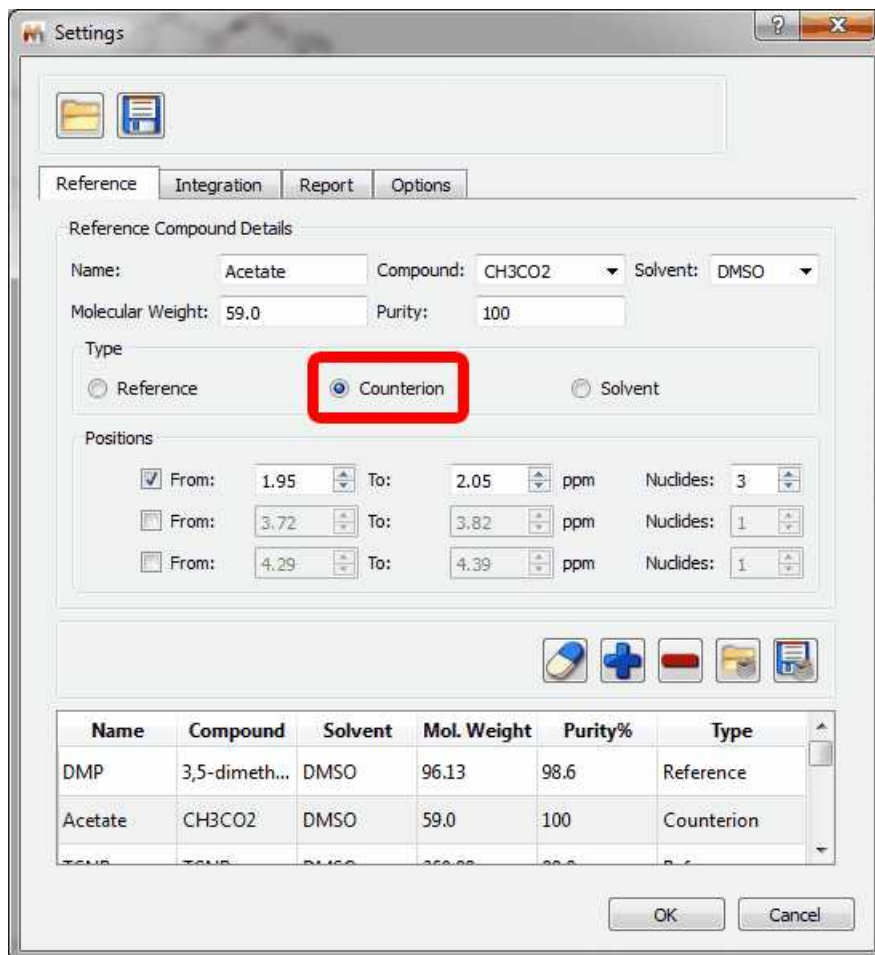 Settings
Reference Integration Report Options
Reference Compound Details
Name: Acetate Compound: CH3CO2 Solvent: DMSO
Molecular Weight: 59.0 Purity: 100
Type
Reference Counterion Solvent
Positions
From: 1.95 To: 2.05 ppm Nuclides: 3
From: 3.72 To: 3.82 ppm Nuclides: 1
From: 4.29 To: 4.39 ppm Nuclides: 1
Name Compound Solvent Mol. Weight Purity% Type
DMP 3,5-dimeth... DMSO 96.13 98.6 Reference
Acetate CH3CO2 DMSO 59.0 100 Counterion
OK Cancel